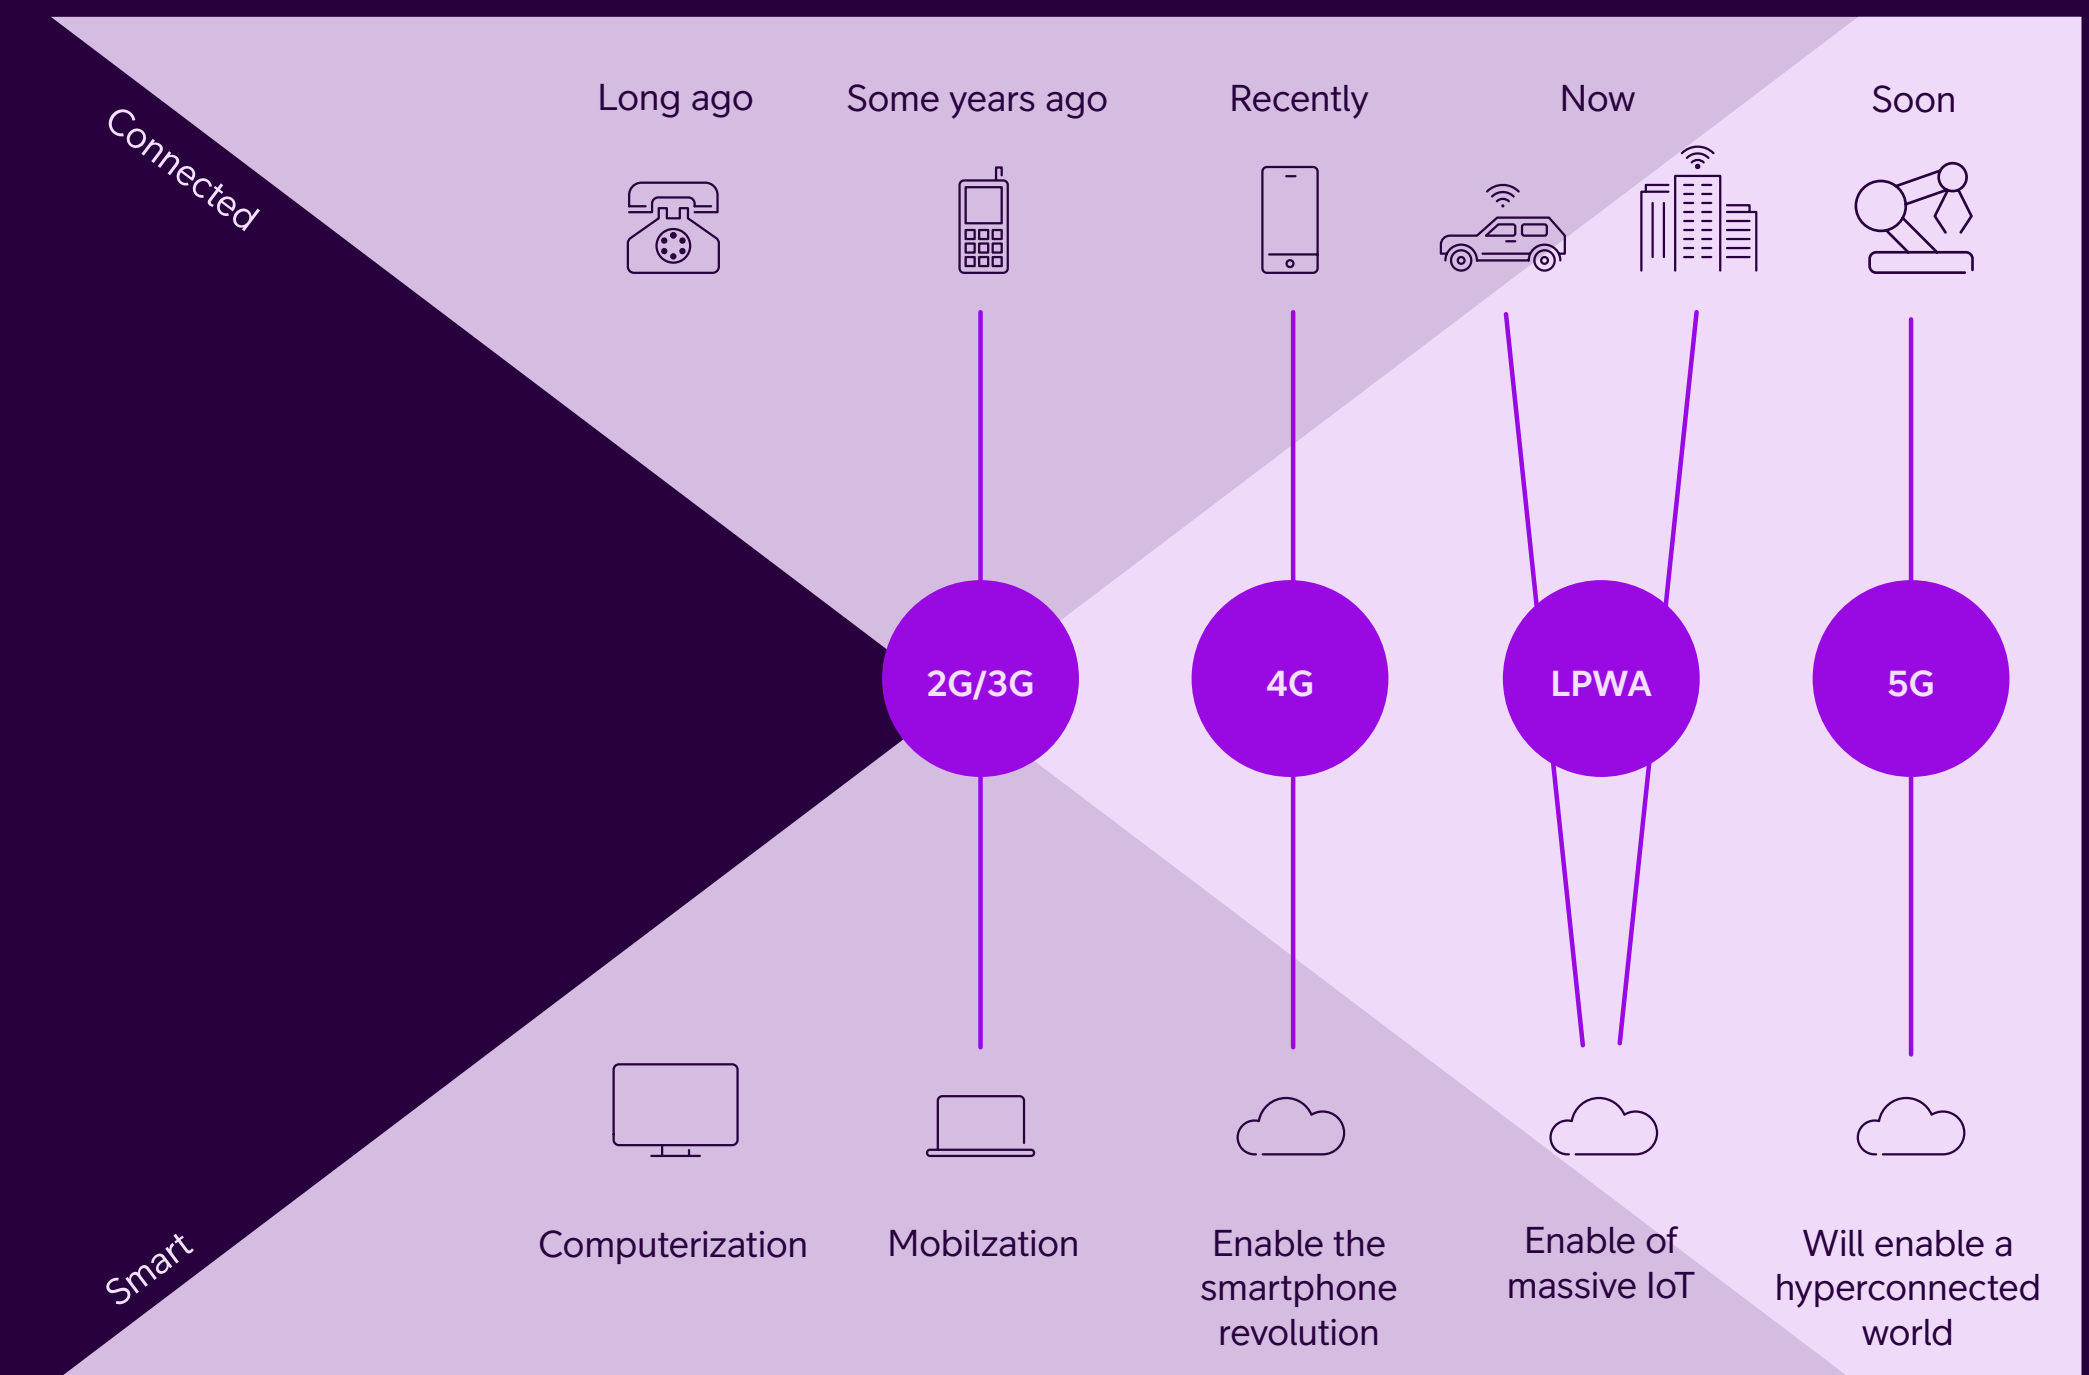 Connected
Long ago
Some years ago
Recently
Now
Soon
2G/3G
4G
LPWA
5G
Smart
Computerization
Mobilzation
Enable the
smartphone
revolution
Enable of
massive IoT
Will enable a
hyperconnected
world